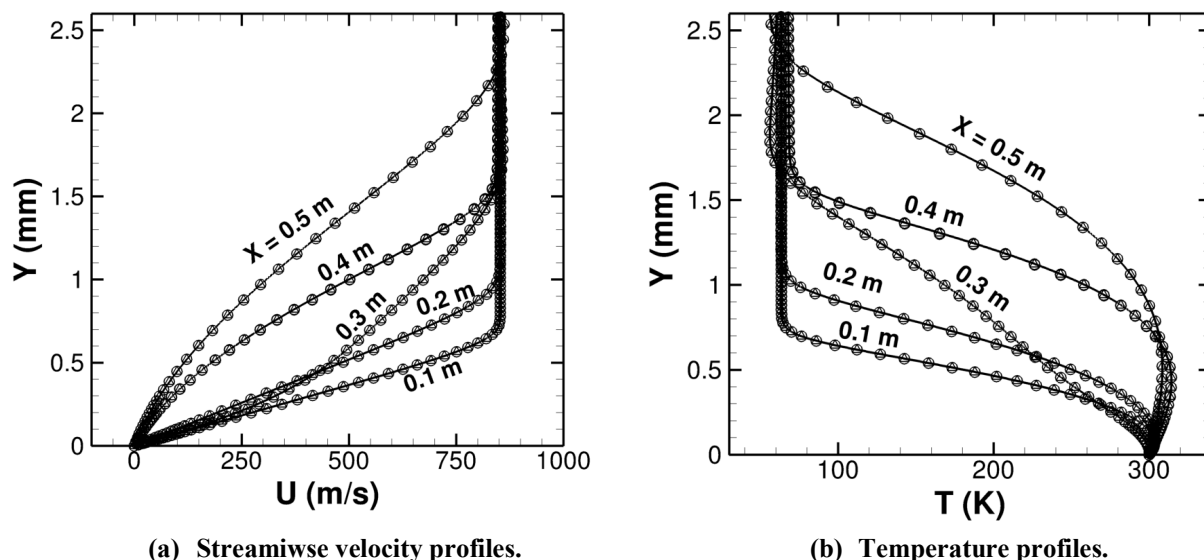 2.5
2
1.5
1
0.5
0
Y (mm)
X = 0.5 m
0.4 m
0.3 m
0.2 m
0.1 m
0 250 500 750 1000
U (m/s)
(a) Streamiwse velocity profiles.
2.5
2
1.5
1
0.5
0
Y (mm)
X = 0.5 m
0.4 m
0.3 m
0.2 m
0.1 m
100 200 300
T (K)
(b) Temperature profiles.